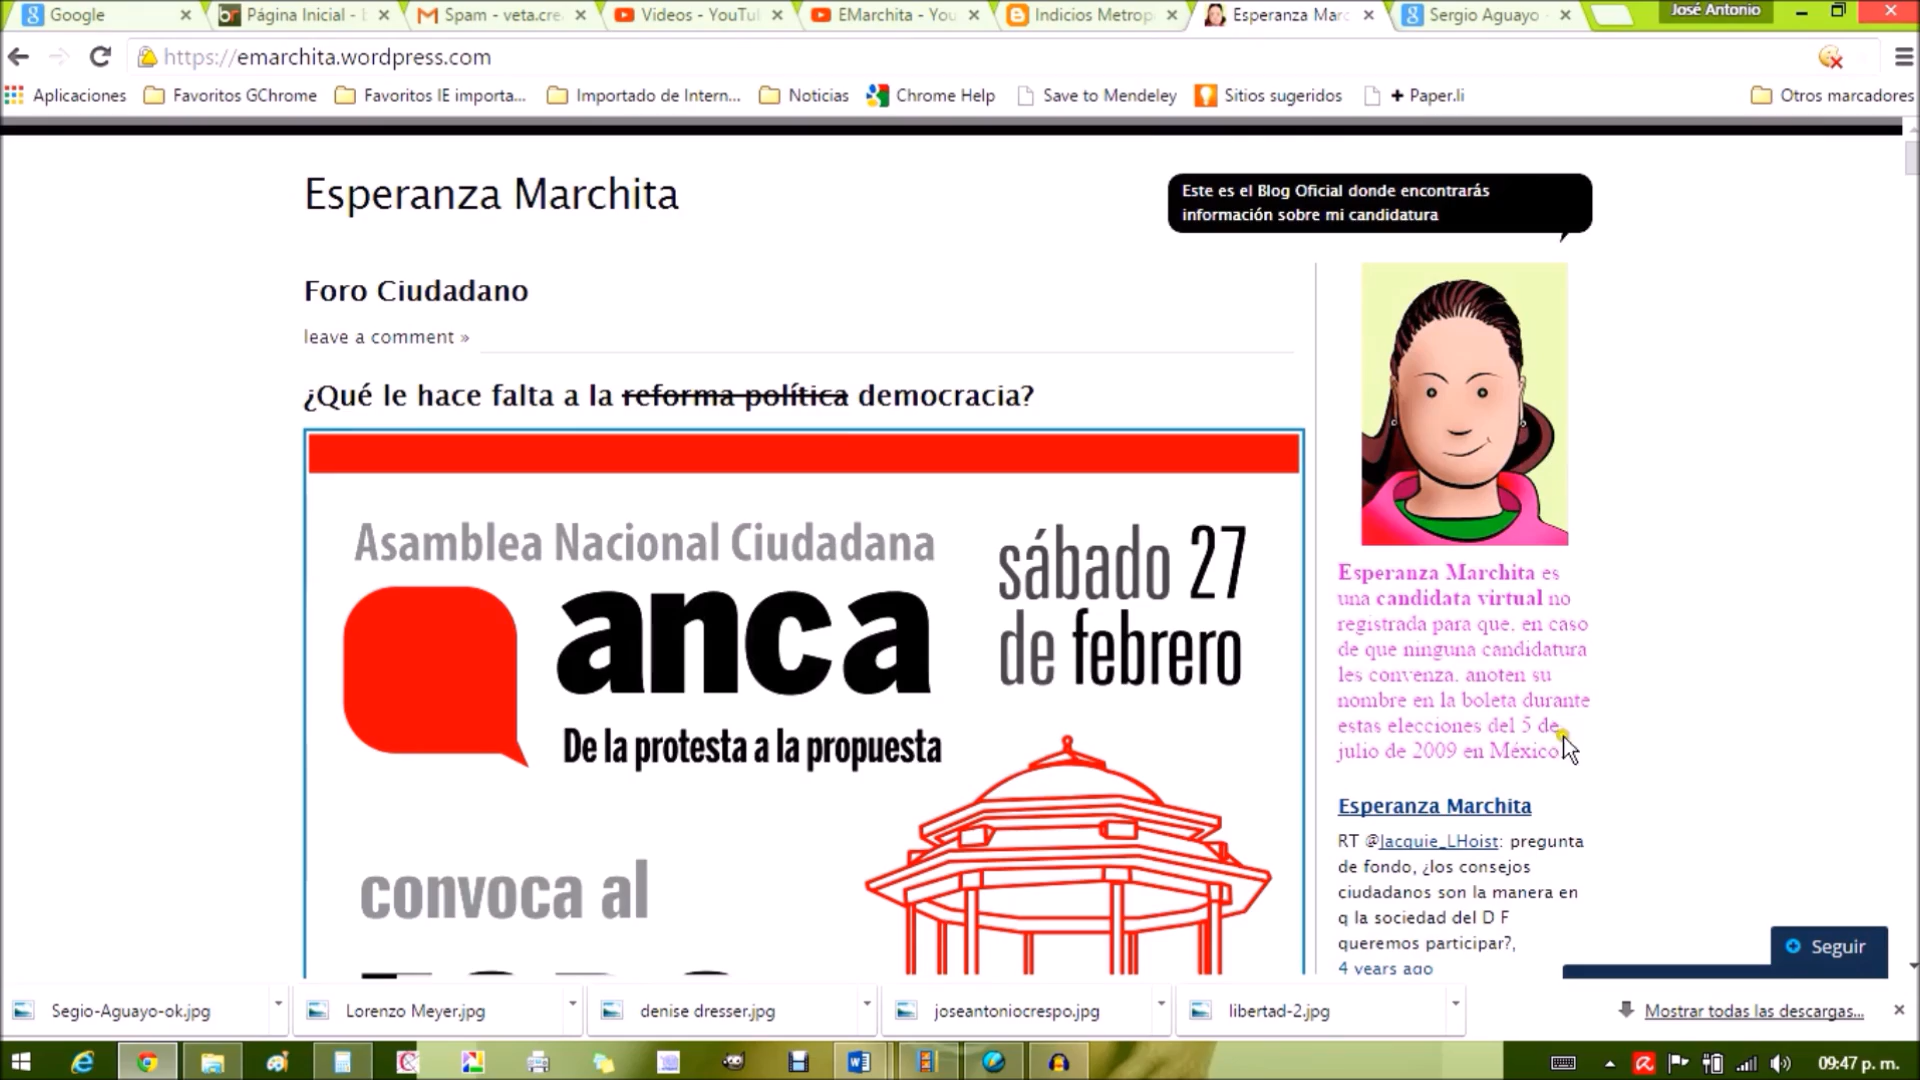 Google
Página Inicial - b
Spam - veta.cre
Videos - YouTu
EMarchita - You
Indicios Metrop
Esperanza Marc
Sergio Aguayo -
José Antonio
https://emarchita.wordpress.com
Aplicaciones
Favoritos GChrome
Favoritos IE importa...
Importado de Intern...
Noticias
Chrome Help
Save to Mendeley
Sitios sugeridos
+ Paper.li
Otros marcadores
Esperanza Marchita
Este es el Blog Oficial donde encontrarás
información sobre mi candidatura
Foro Ciudadano
leave a comment »
¿Qué le hace falta a la reforma política democracia?
Asamblea Nacional Ciudadana
anca
De la protesta a la propuesta
sábado 27
de febrero
convoca al
Esperanza Marchita es
una candidata virtual no
registrada para que, en caso
de que ninguna candidatura
les convenza, anoten su
nombre en la boleta durante
estas elecciones del 5 de
julio de 2009 en México
Esperanza Marchita
RT @Jacquie_LHoist: pregunta
de fondo, ¿los consejos
ciudadanos son la manera en
q la sociedad del D F
queremos participar?,
4 years ago
Seguir
Segio-Aguayo-ok.jpg
Lorenzo Meyer.jpg
denise dresser.jpg
joseantoniocrespo.jpg
libertad-2.jpg
Mostrar todas las descargas...
09:47 p. m.